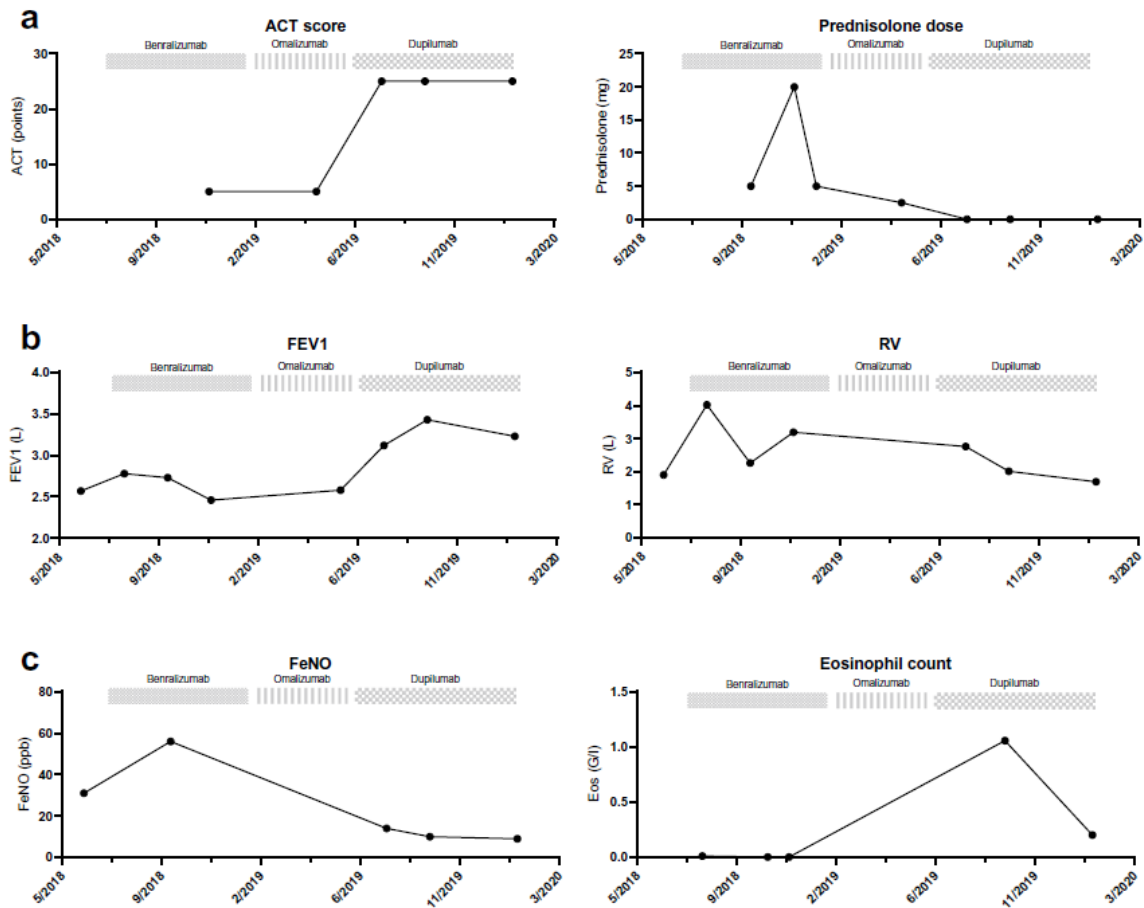 a
ACT score
Benralizumab Omalizumab Dupilumab
30
20
10
0
ACT (points)
5/2018 9/2018 2/2019 6/2019 11/2019 3/2020
Prednisolone dose
Benralizumab Omalizumab Dupilumab
25
20
15
10
5
0
Prednisolone (mg)
5/2018 9/2018 2/2019 6/2019 11/2019 3/2020
b
FEV1
Benralizumab Omalizumab Dupilumab
4.0
3.5
3.0
2.5
2.0
FEV1 (L)
5/2018 9/2018 2/2019 6/2019 11/2019 3/2020
RV
Benralizumab Omalizumab Dupilumab
5
4
3
2
1
0
RV (L)
5/2018 9/2018 2/2019 6/2019 11/2019 3/2020
c
FeNO
Benralizumab Omalizumab Dupilumab
80
60
40
20
0
FeNO (ppb)
5/2018 9/2018 2/2019 6/2019 11/2019 3/2020
Eosinophil count
Benralizumab Omalizumab Dupilumab
1.5
1.0
0.5
0.0
Eos (G/l)
5/2018 9/2018 2/2019 6/2019 11/2019 3/2020